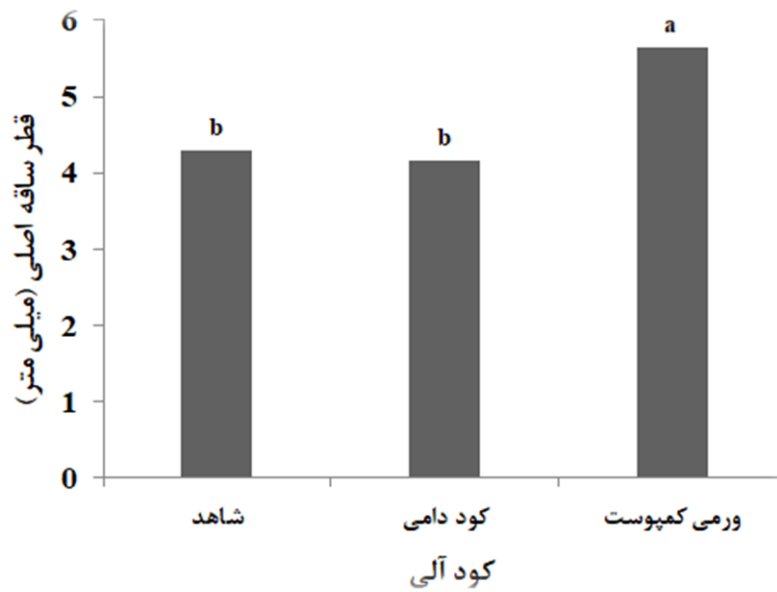 قطر ساقه اصلی (میلی متر)
6
5
4
3
2
1
0
b
b
a
شاهد
کود دامی
ورمی کمپوست
کود آلی